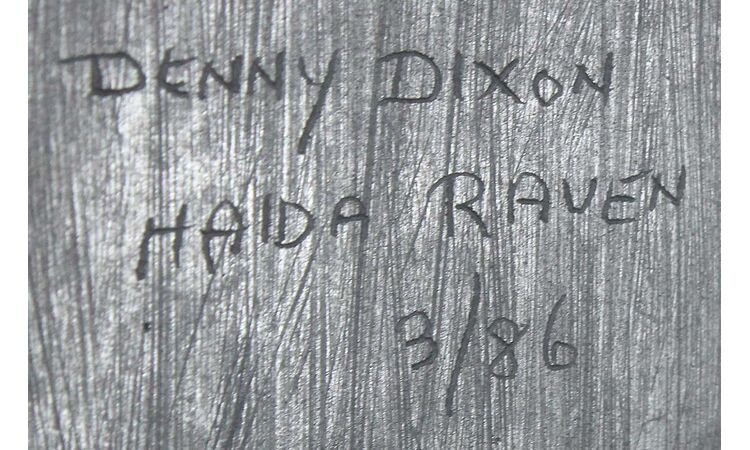 DENNY DIXON
HAIDA RAVEN
3/86